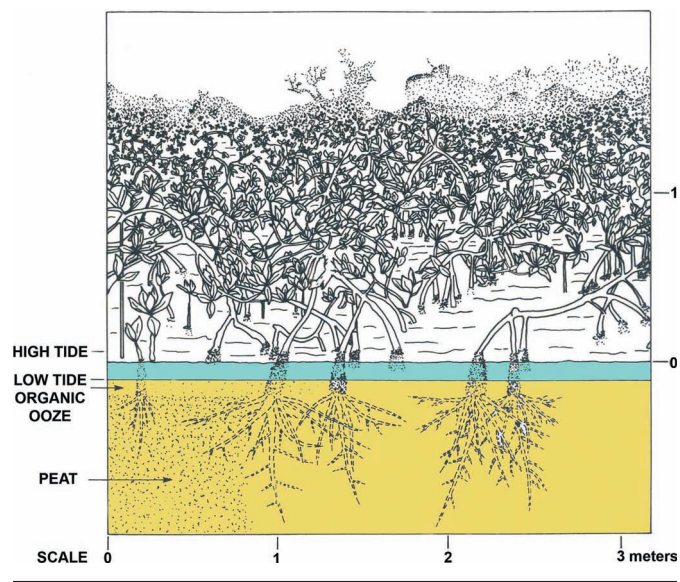 1
HIGH TIDE
0
LOW TIDE
ORGANIC
OOZE
PEAT
SCALE 0 1 2 3 meters